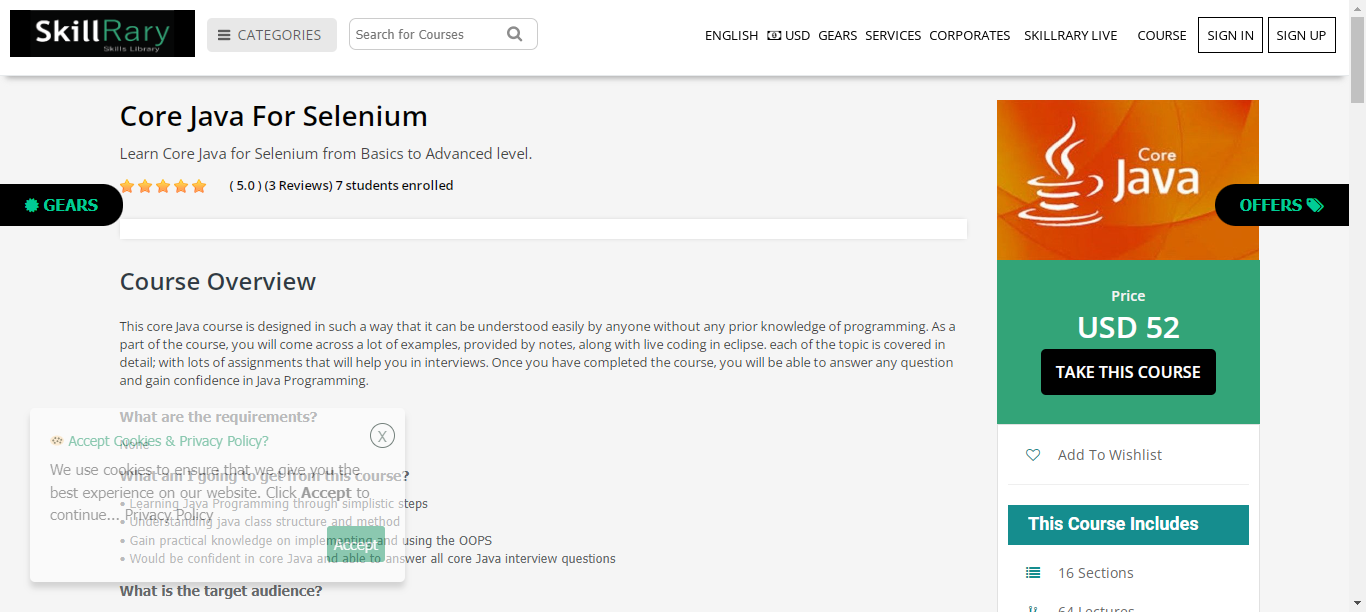 SkillRary
Skills Library
CATEGORIES
Search for Courses
ENGLISH USD GEARS SERVICES CORPORATES SKILLRARY LIVE COURSE SIGN IN SIGN UP
Core Java For Selenium
Learn Core Java for Selenium from Basics to Advanced level.
( 5.0 ) (3 Reviews) 7 students enrolled
GEARS
Course Overview
This core Java course is designed in such a way that it can be understood easily by anyone without any prior knowledge of programming. As a
part of the course, you will come across a lot of examples, provided by notes, along with live coding in eclipse. each of the topic is covered in
detail; with lots of assignments that will help you in interviews. Once you have completed the course, you will be able to answer any question
and gain confidence in Java Programming.
What are the requirements?
None
What am I going to get from this course?
• Learning Java Programming through simplistic steps
• Understanding java class structure and method
• Gain practical knowledge on implementing and using the OOPS
• Would be confident in core Java and able to answer all core Java interview questions
What is the target audience?
Accept Cookies & Privacy Policy?
X
We use cookies to ensure that we give you the
best experience on our website. Click Accept to
continue... Privacy Policy
Accept
Core
Java
OFFERS
Price
USD 52
TAKE THIS COURSE
Add To Wishlist
This Course Includes
16 Sections
64 Lectures